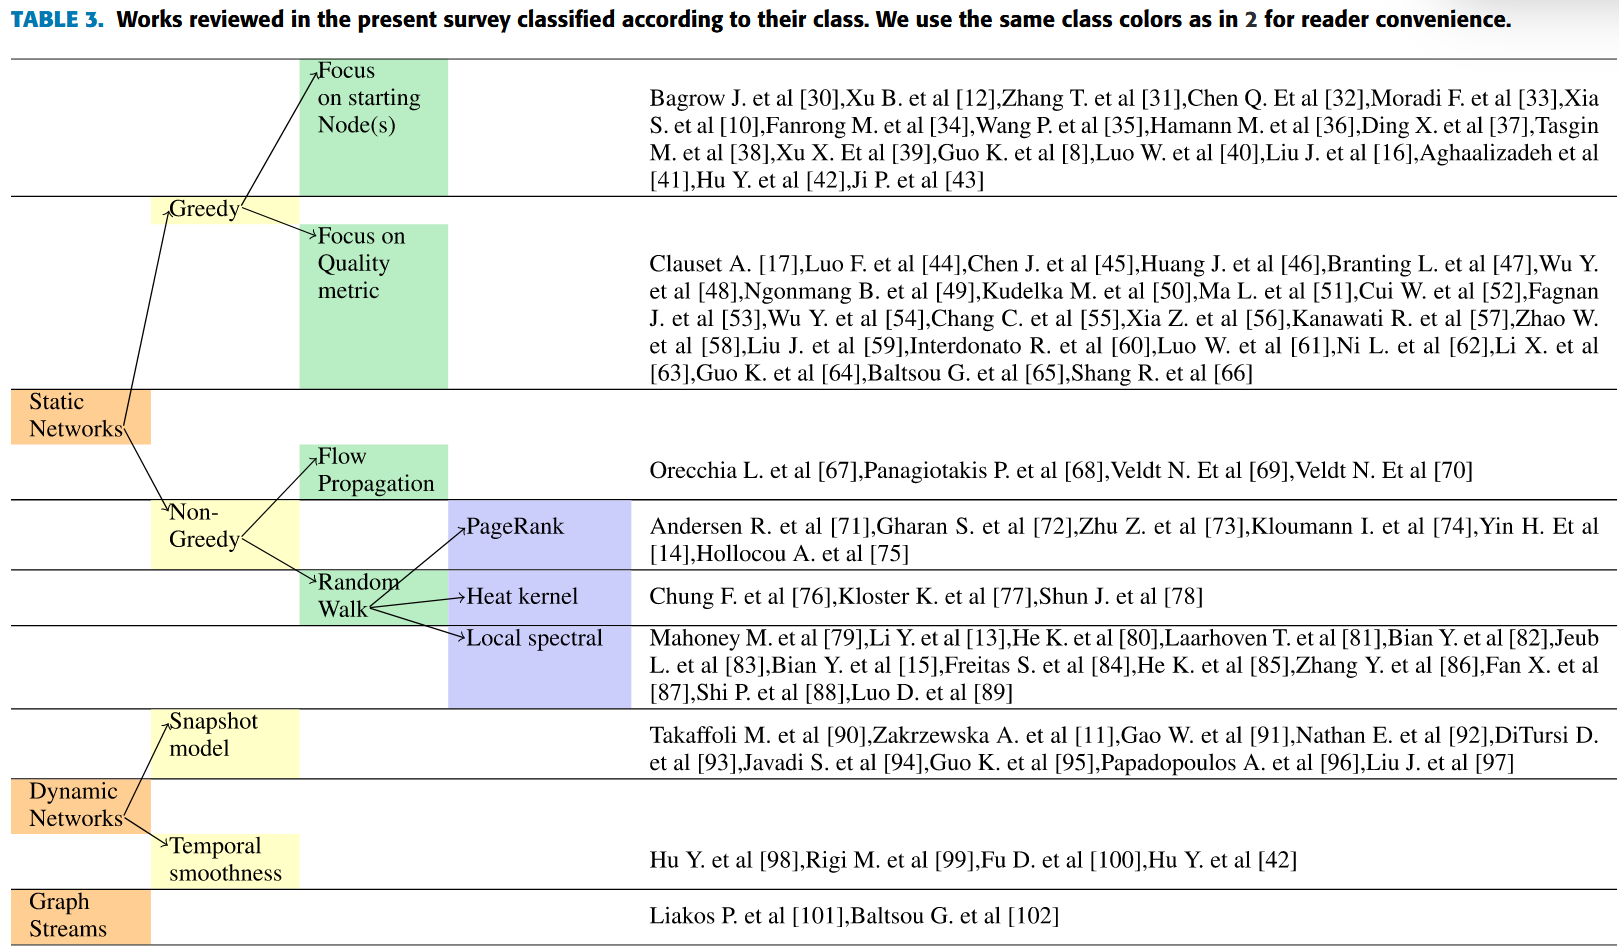 TABLE 3. Works reviewed in the present survey classified according to their class. We use the same class colors as in 2 for reader convenience.
Focus
on starting
Node(s)
Bagrow J. et al [30],Xu B. et al [12],Zhang T. et al [31],Chen Q. Et al [32],Moradi F. et al [33],Xia
S. et al [10],Fanrong M. et al [34],Wang P. et al [35],Hamann M. et al [36],Ding X. et al [37],Tasgin
M. et al [38],Xu X. Et al [39],Guo K. et al [8],Luo W. et al [40],Liu J. et al [16],Aghaalizadeh et al
[41],Hu Y. et al [42],Ji P. et al [43]
Greedy
Focus on
Quality
metric
Clauset A. [17],Luo F. et al [44],Chen J. et al [45],Huang J. et al [46],Branting L. et al [47],Wu Y.
et al [48],Ngonmang B. et al [49],Kudelka M. et al [50],Ma L. et al [51],Cui W. et al [52],Fagnan
J. et al [53],Wu Y. et al [54],Chang C. et al [55],Xia Z. et al [56],Kanawati R. et al [57],Zhao W.
et al [58],Liu J. et al [59],Interdonato R. et al [60],Luo W. et al [61],Ni L. et al [62],Li X. et al
[63],Guo K. et al [64],Baltsou G. et al [65],Shang R. et al [66]
Static
Networks
Flow
Propagation
Orecchia L. et al [67],Panagiotakis P. et al [68],Veldt N. Et al [69],Veldt N. Et al [70]
Non-
Greedy
PageRank
Andersen R. et al [71],Gharan S. et al [72],Zhu Z. et al [73],Kloumann I. et al [74],Yin H. Et al
[14],Hollocou A. et al [75]
Random
Walk
Heat kernel
Chung F. et al [76],Kloster K. et al [77],Shun J. et al [78]
Local spectral
Mahoney M. et al [79],Li Y. et al [13],He K. et al [80],Laarhoven T. et al [81],Bian Y. et al [82],Jeub
L. et al [83],Bian Y. et al [15],Freitas S. et al [84],He K. et al [85],Zhang Y. et al [86],Fan X. et al
[87],Shi P. et al [88],Luo D. et al [89]
Snapshot
model
Takaffoli M. et al [90],Zakrzewska A. et al [11],Gao W. et al [91],Nathan E. et al [92],DiTursi D.
et al [93],Javadi S. et al [94],Guo K. et al [95],Papadopoulos A. et al [96],Liu J. et al [97]
Dynamic
Networks
Temporal
smoothness
Hu Y. et al [98],Rigi M. et al [99],Fu D. et al [100],Hu Y. et al [42]
Graph
Streams
Liakos P. et al [101],Baltsou G. et al [102]